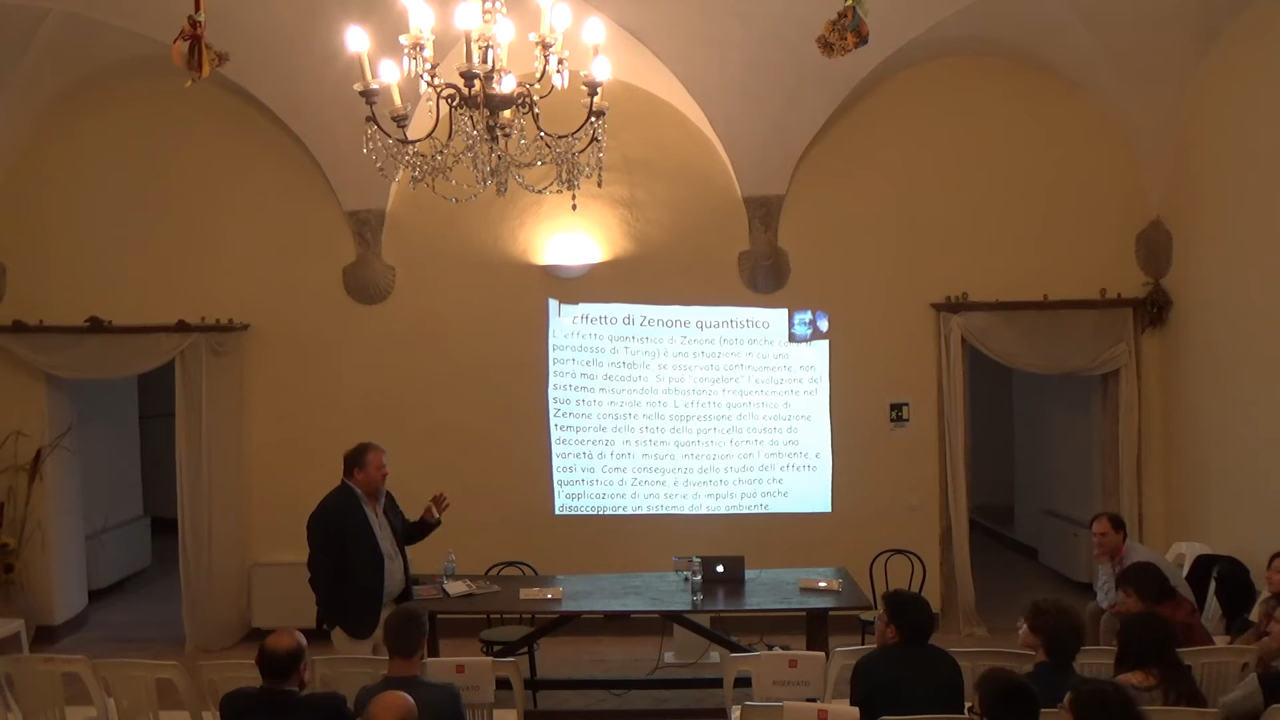 Effetto di Zenone quantistico
L'effetto quantistico di Zenone (noto anche come il
paradosso di Turing) è una situazione in cui una
particella instabile, se osservata continuamente, non
sarà mai decaduta. Si può "congelare" l'evoluzione del
sistema misurandola abbastanza frequentemente nel
suo stato iniziale noto. L'effetto quantistico di
Zenone consiste nella soppressione della evoluzione
temporale dello stato della particella causata da
decoerenza in sistemi quantistici fornite da una
varietà di fonti: misura, interazioni con l'ambiente, e
così via. Come conseguenza dello studio dell'effetto
quantistico di Zenone, è diventato chiaro che
l'applicazione di una serie di impulsi può anche
disaccoppiare un sistema dal suo ambiente.
RISERVATO